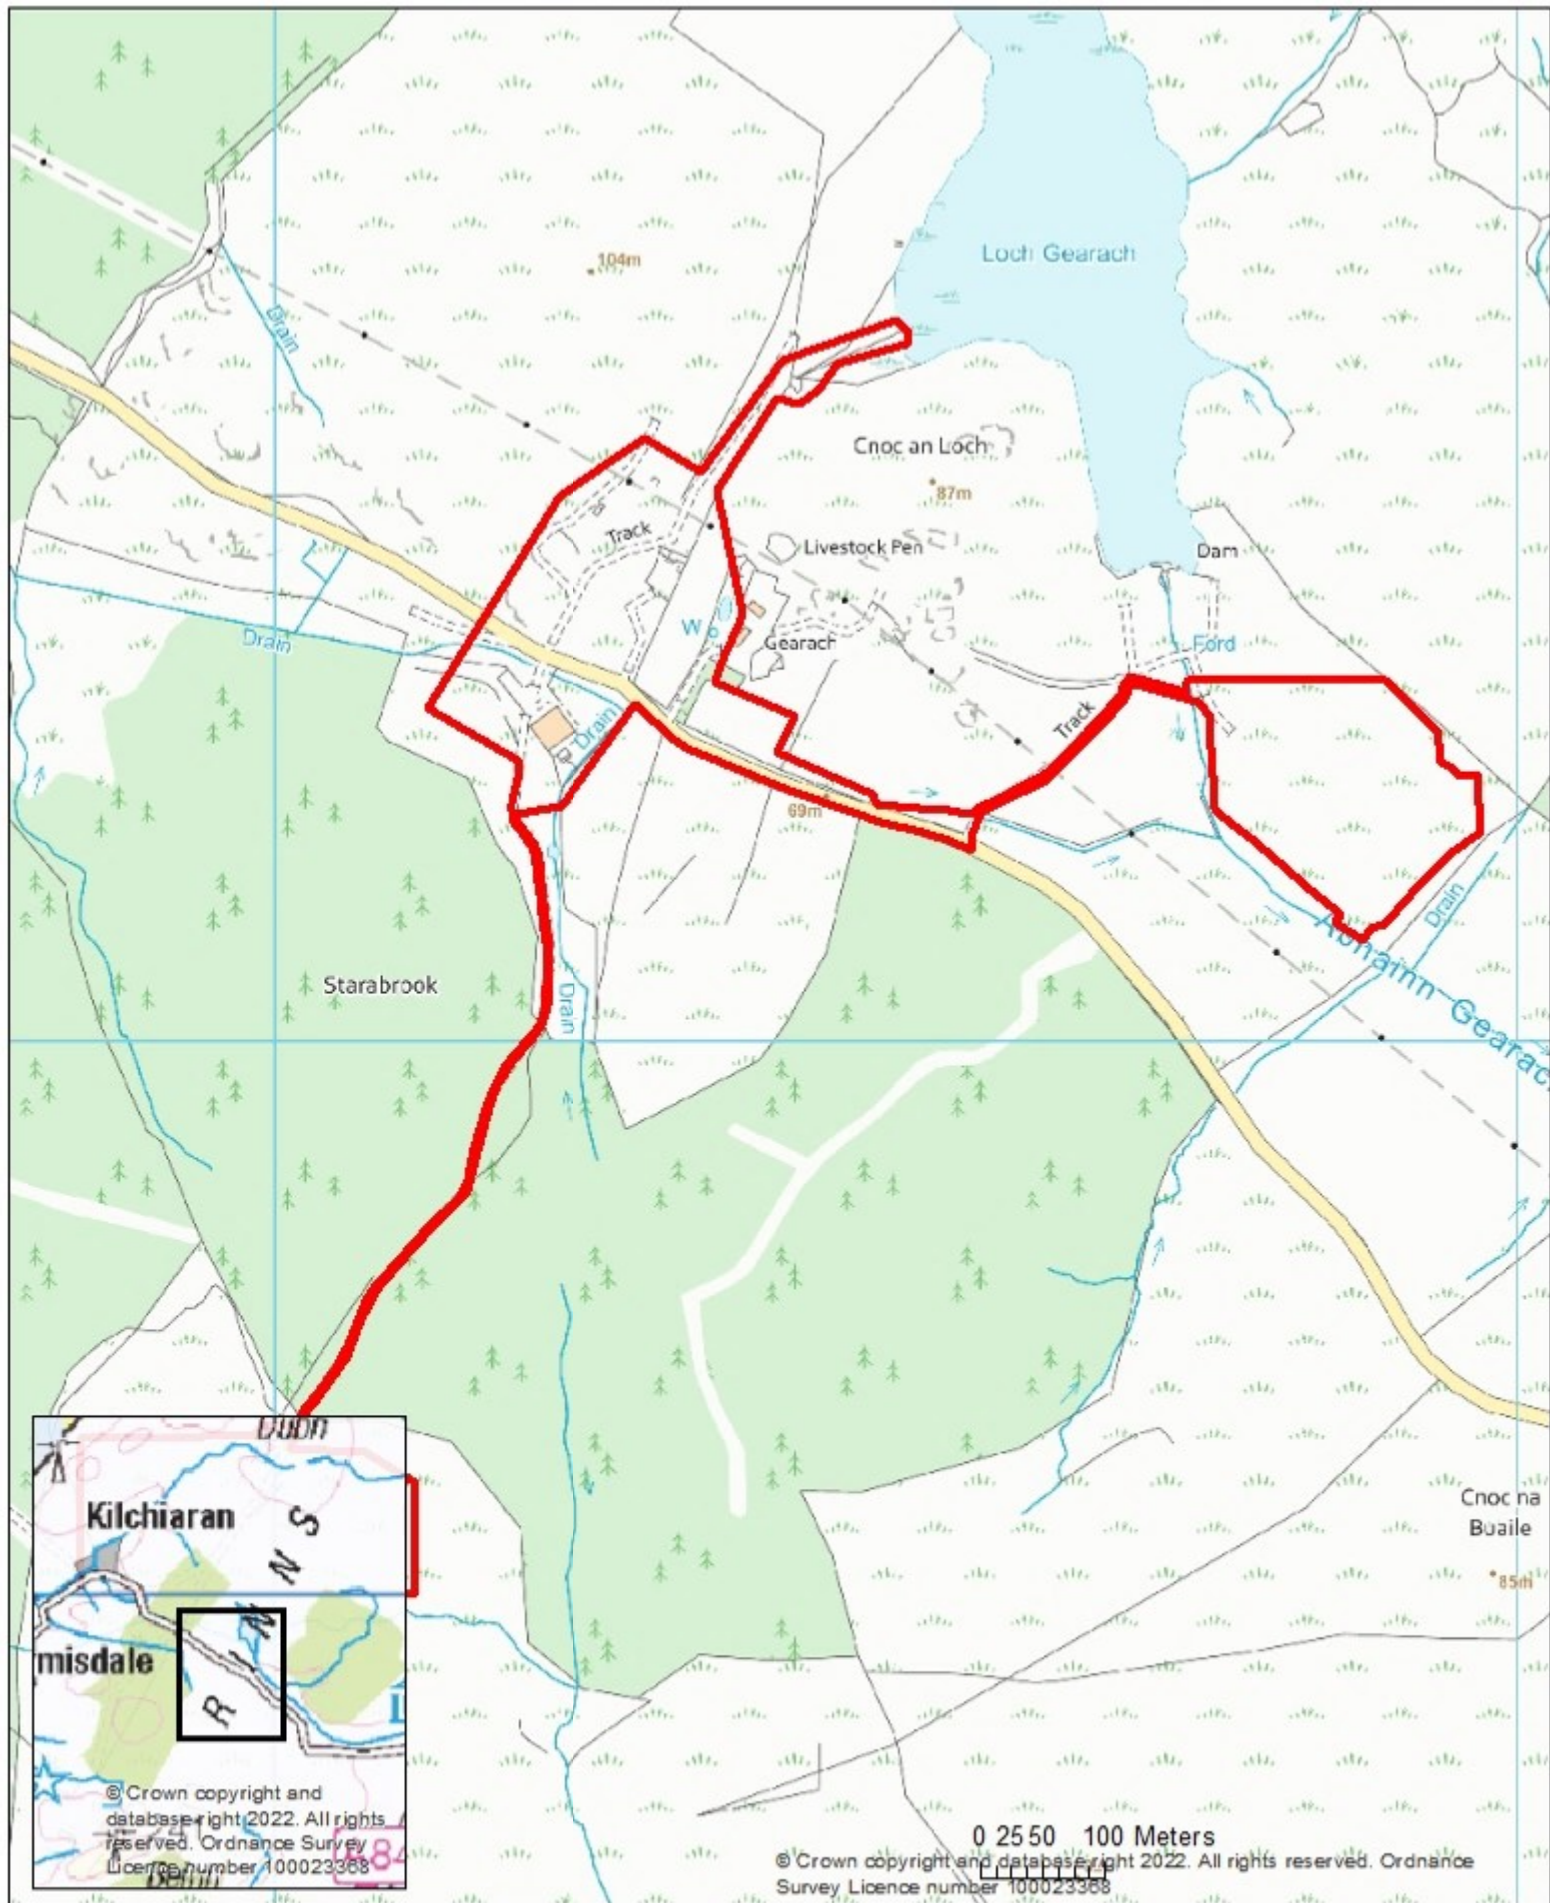 Loch Gearach
104m
Drain
Cnoc an Loch
87m
Track
Livestock Pen
Dam
Drain
W
Gearach
Ford
Drain
Track
69m
Drain
Abhainn Gearach
Starabrook
Drain
Dubh
Kilchiaran
RINNS
misdale
Cnoc na
Buaile
85m
© Crown copyright and
database right 2022. All rights
reserved. Ordnance Survey
Licence number 100023368
0 25 50 100 Meters
© Crown copyright and database right 2022. All rights reserved. Ordnance
Survey Licence number 100023368